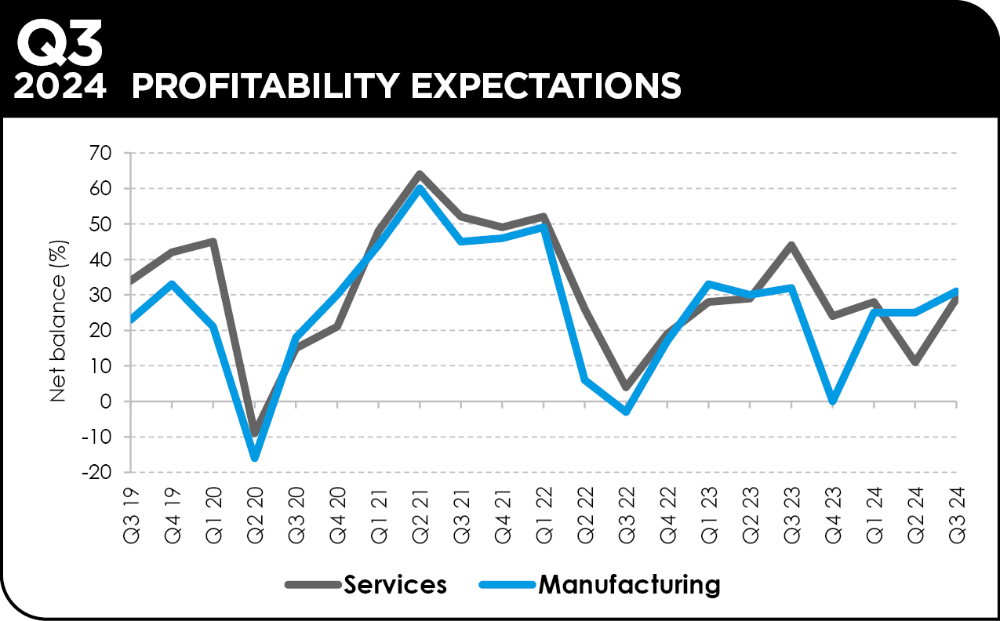 Q3
2024 PROFITABILITY EXPECTATIONS
70
60
50
40
30
20
10
0
-10
-20
Net balance (%)
Q3 19
Q4 19
Q1 20
Q2 20
Q3 20
Q4 20
Q1 21
Q2 21
Q3 21
Q4 21
Q1 22
Q2 22
Q3 22
Q4 22
Q1 23
Q2 23
Q3 23
Q4 23
Q1 24
Q2 24
Q3 24
Services
Manufacturing